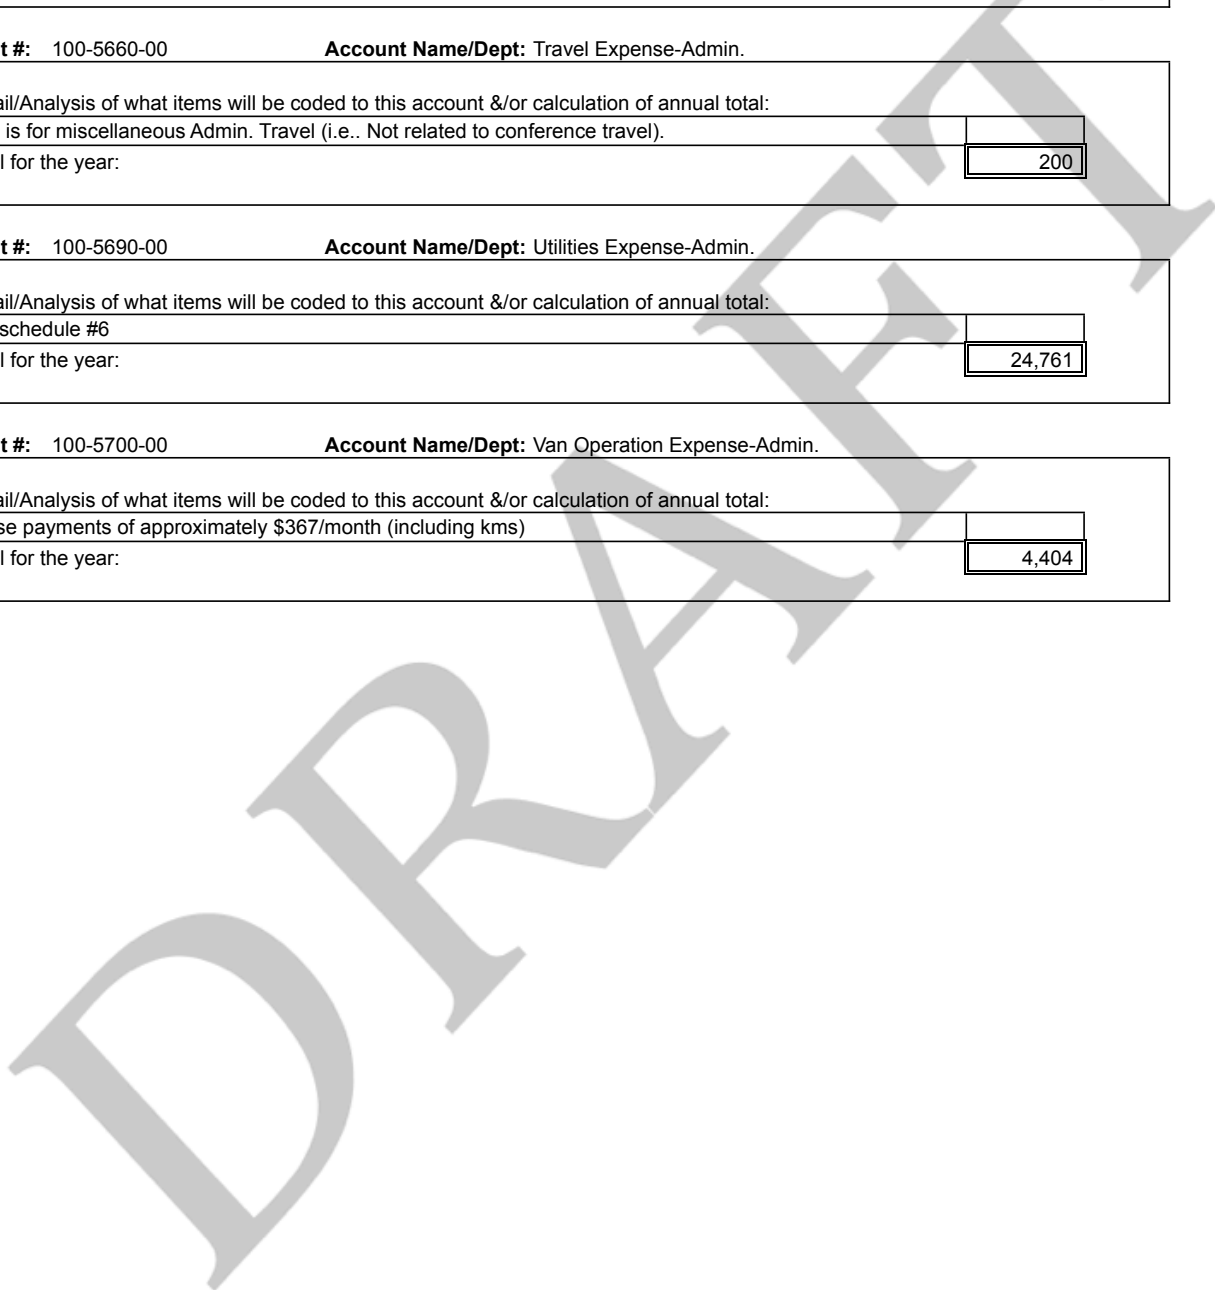 t #: 100-5660-00 Account Name/Dept: Travel Expense-Admin.
ail/Analysis of what items will be coded to this account &/or calculation of annual total:
is for miscellaneous Admin. Travel (i.e.. Not related to conference travel).
l for the year: 200
t #: 100-5690-00 Account Name/Dept: Utilities Expense-Admin.
ail/Analysis of what items will be coded to this account &/or calculation of annual total:
schedule #6
l for the year: 24,761
t #: 100-5700-00 Account Name/Dept: Van Operation Expense-Admin.
ail/Analysis of what items will be coded to this account &/or calculation of annual total:
se payments of approximately $367/month (including kms)
l for the year: 4,404
DRAFT